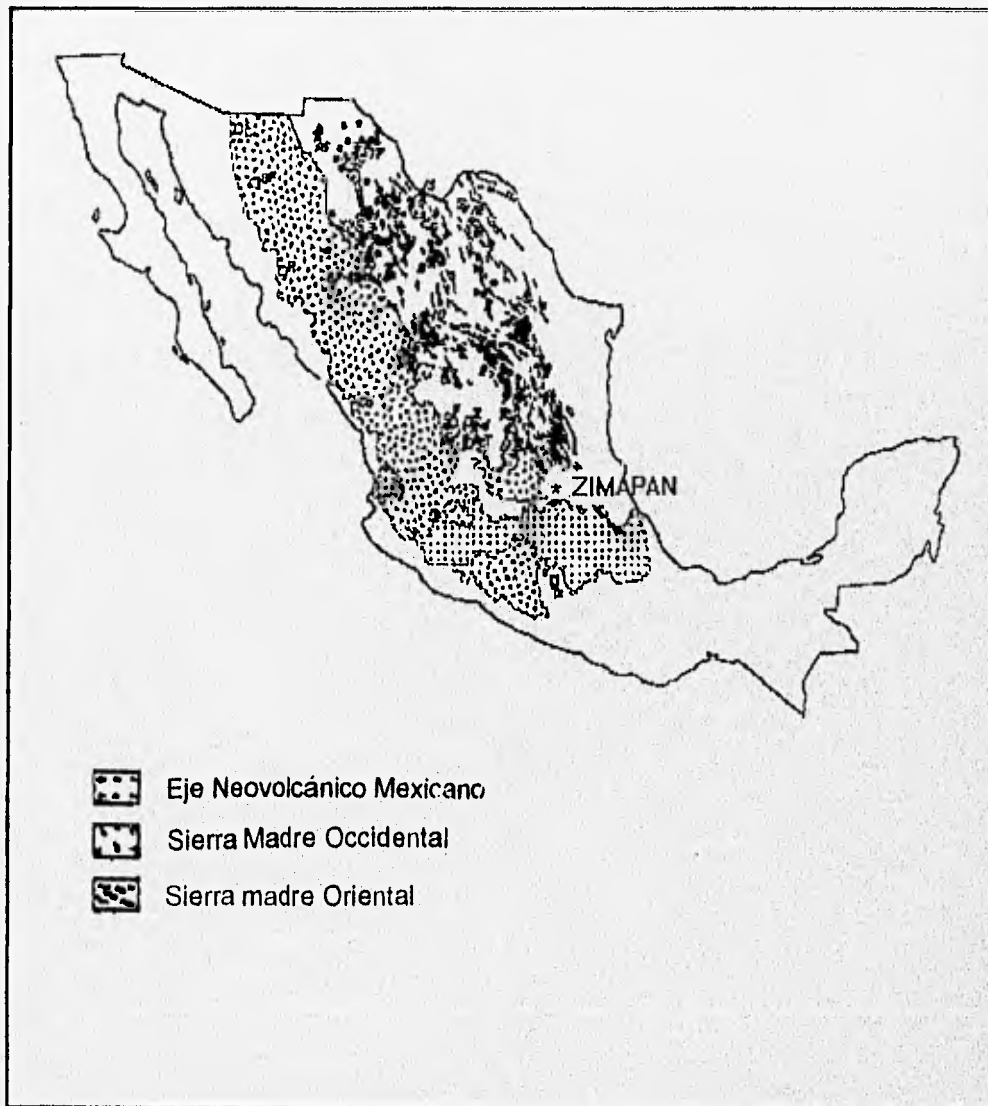 * ZIMAPAN
Eje Neovolcánico Mexicano
Sierra Madre Occidental
Sierra madre Oriental